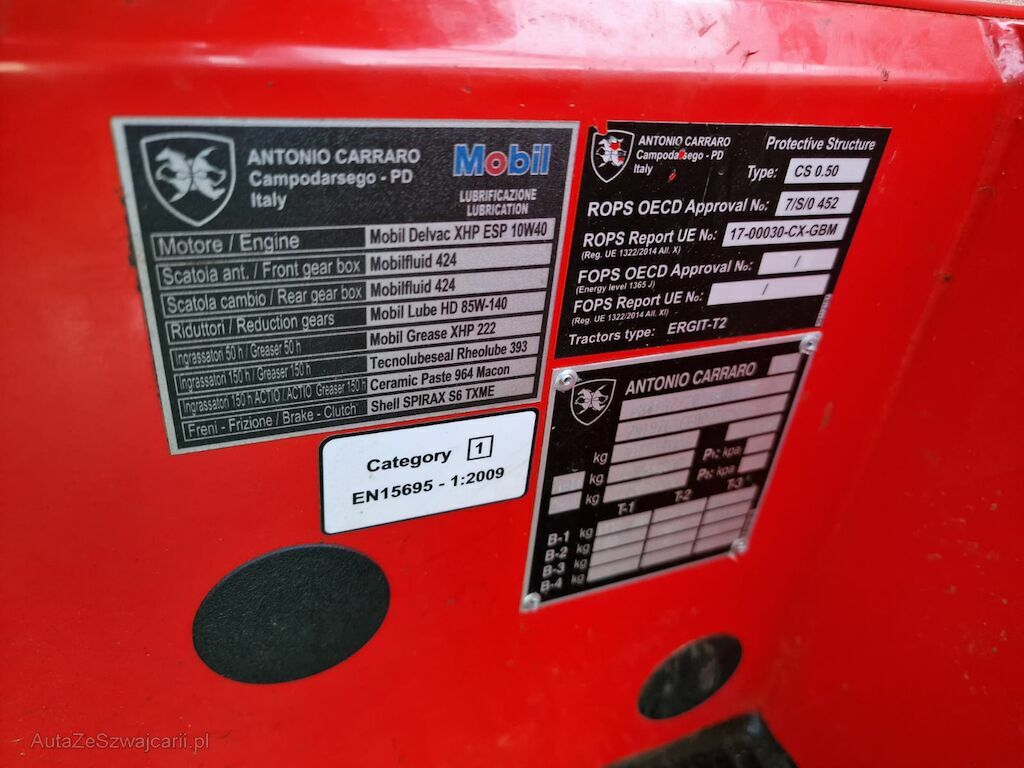 ANTONIO CARRARO
Campodarsego - PD
Italy
Mobil
LUBRIFICAZIONE
LUBRICATION
Motore / Engine Mobil Delvac XHP ESP 10W40
Scatola ant. / Front gear box Mobilfluid 424
Scatola cambio / Rear gear box Mobilfluid 424
Riduttori / Reduction gears Mobil Lube HD 85W-140
Ingrassatori 50 h / Greaser 50 h Mobil Grease XHP 222
Ingrassatori 150 h / Greaser 150 h Tecnolubeseal Rheolube 393
Ingrassatori 150 h ACTIO / ACTIO Greaser 150 h Ceramic Paste 964 Macon
Freni - Frizione / Brake - Clutch Shell SPIRAX S6 TXME
Category 1
EN15695 - 1:2009
ANTONIO CARRARO
Campodarsego - PD
Italy
Protective Structure
Type: CS 0.50
ROPS OECD Approval No: 7/S/0 452
ROPS Report UE No: 17-00030-CX-GBM
(Reg. UE 1322/2014 All. X)
FOPS OECD Approval No: /
(Energy level 1365 J)
FOPS Report UE No: /
(Reg. UE 1322/2014 All. XI)
Tractors type: ERGIT-T2
ANTONIO CARRARO
kg P1: kpa
kg P2: kpa
kg
T-1 T-2 T-3
B-1 kg
B-2 kg
B-3 kg
B-4 kg
AutaZeSzwajcarii.pl